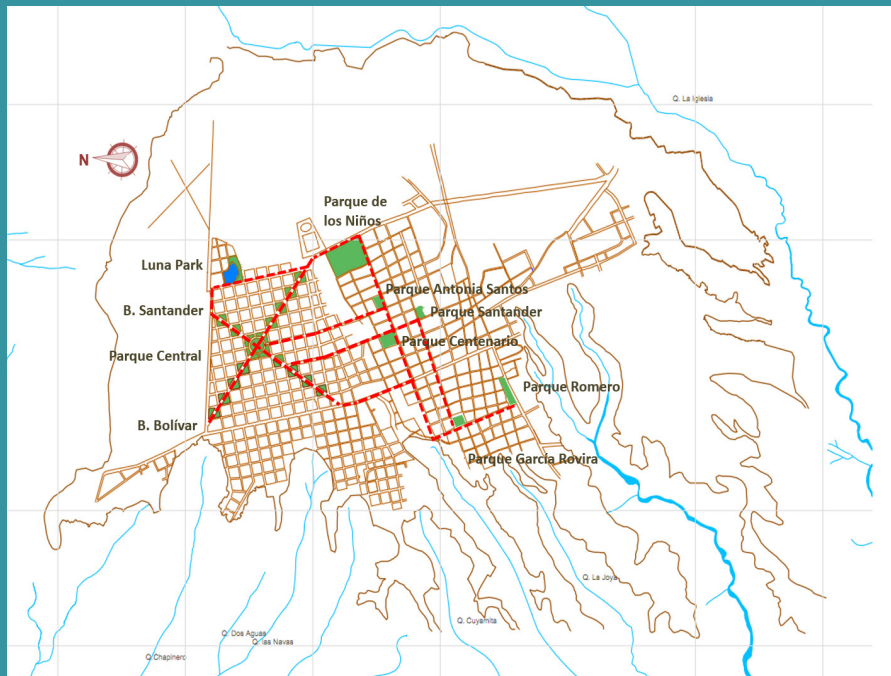 Q. La Iglesia
N
Parque de
los Niños
Luna Park
Parque Antonia Santos
B. Santander
Parque Santander
Parque Centenario
Parque Central
Parque Romero
B. Bolívar
Parque García Rovira
Q. La Joya
Q. Cuyamita
Q. Dos Aguas
Q. las Navas
Q. Chapinero